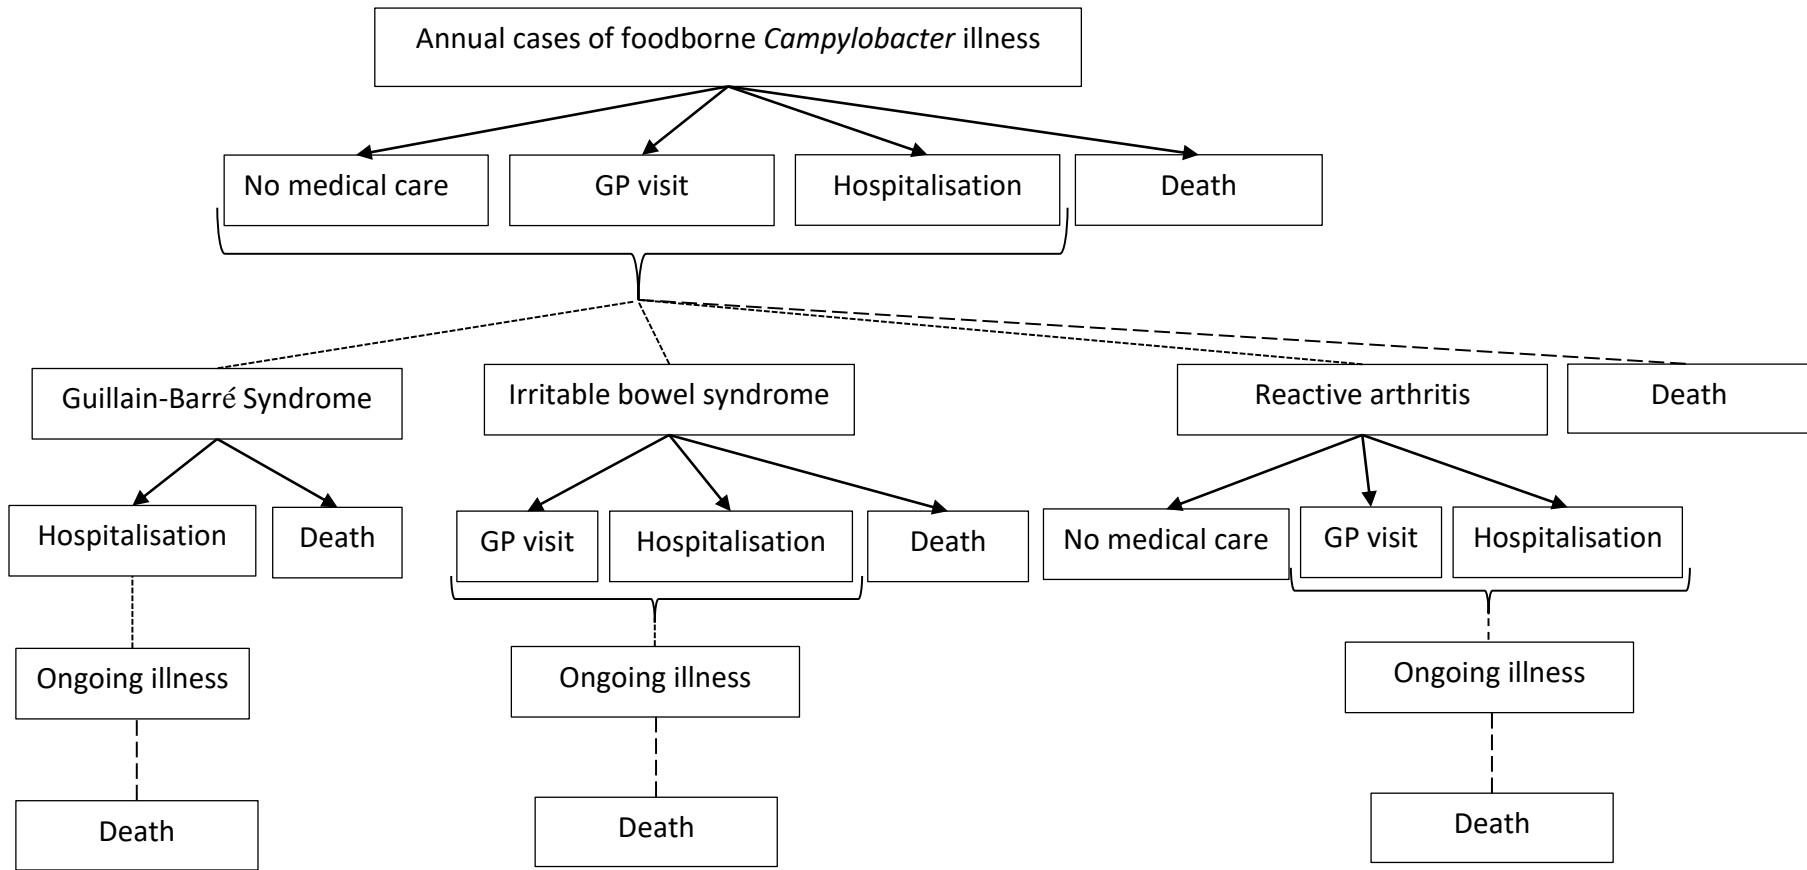 Annual cases of foodborne Campylobacter illness
No medical care
GP visit
Hospitalisation
Death
Guillain-Barré Syndrome
Irritable bowel syndrome
Reactive arthritis
Death
Hospitalisation
Death
GP visit
Hospitalisation
Death
No medical care
GP visit
Hospitalisation
Ongoing illness
Ongoing illness
Ongoing illness
Death
Death
Death